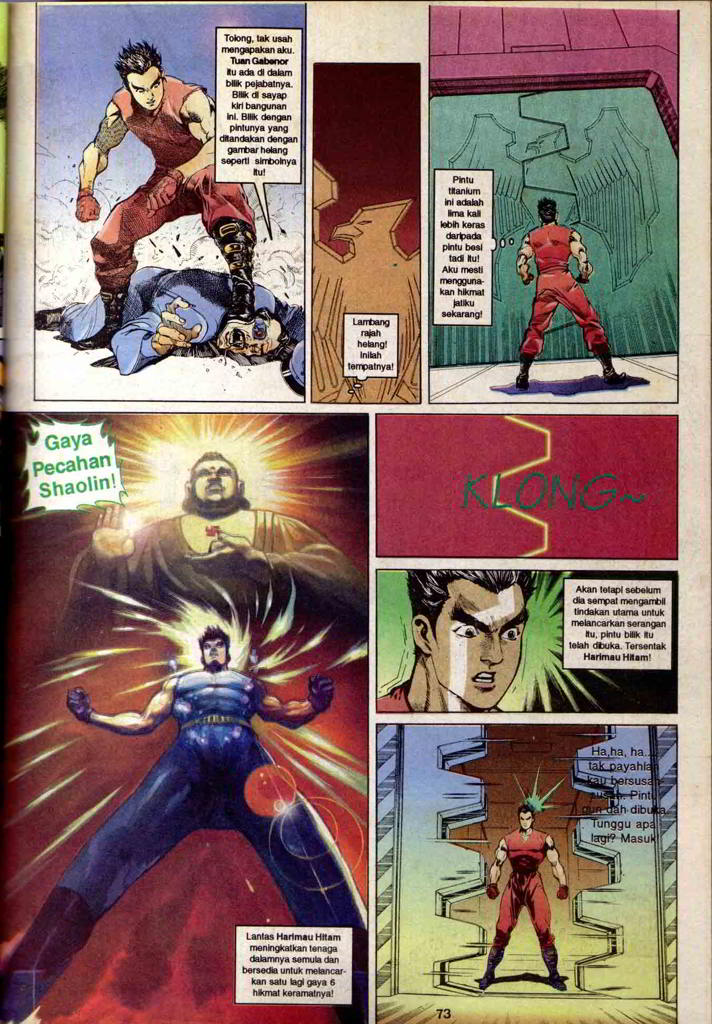 Tolong, tak usah
mengapakan aku.
Tuan Gabenor
itu ada di dalam
bilik pejabatnya.
Bilik di sayap
kiri bangunan
ini. Bilik dengan
pintunya yang
ditandakan dengan
gambar helang
seperti simbolnya
itu!
Lambang
rajah
helang!
Inilah
tempatnya!
Pintu
titanium
ini adalah
lima kali
lebih keras
daripada
pintu besi
tadi itu!
Aku mesti
mengguna-
kan hikmat
jatiku
sekarang!
Gaya
Pecahan
Shaolin!
Lantas Harimau Hitam
meningkatkan tenaga
dalamnya semula dan
bersedia untuk melancar-
kan satu lagi gaya 6
hikmat keramatnya!
KLONG~
Akan tetapi sebelum
dia sempat mengambil
tindakan utama untuk
melancarkan serangan
itu, pintu bilik itu
telah dibuka. Tersentak
Harimau Hitam!
Ha,ha, ha...
tak payahlah
kau bersusah-
susah. Pintu
pun dah dibuka.
Tunggu apa
lagi? Masuk
73